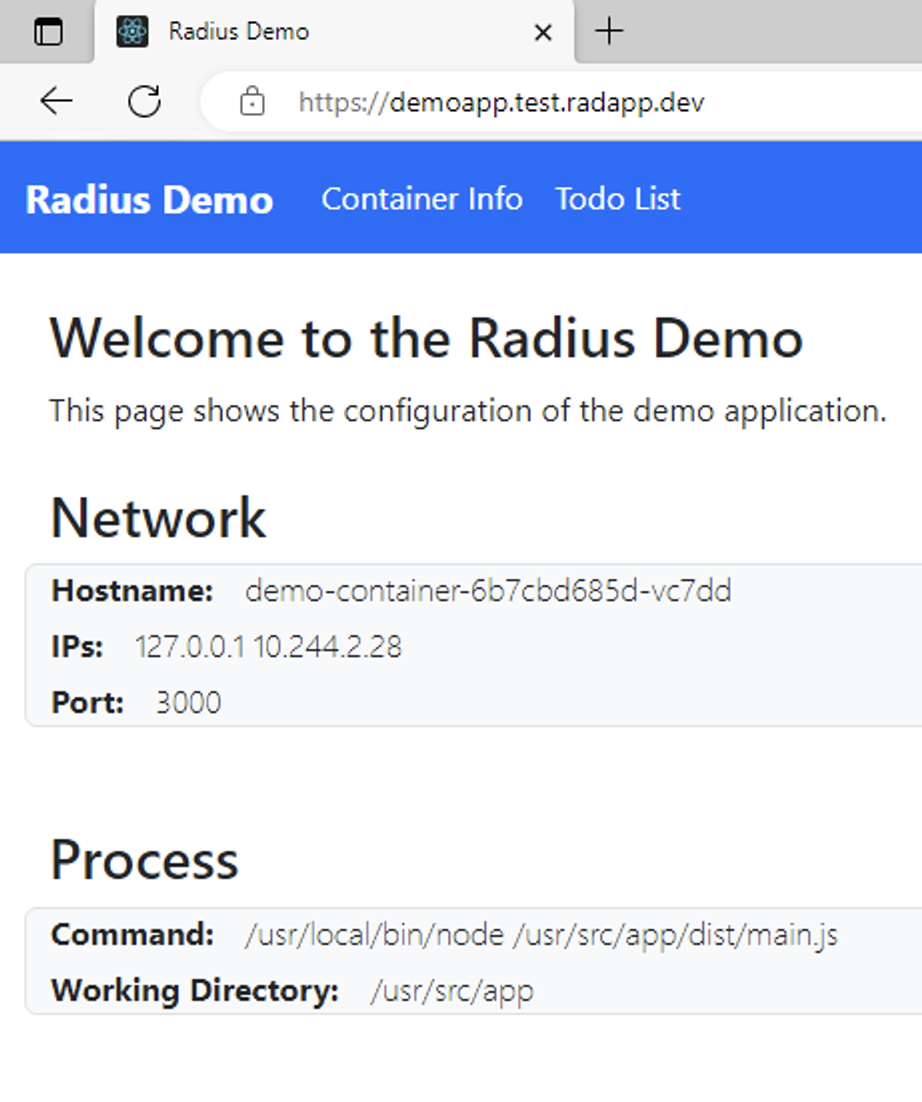 Radius Demo
https://demoapp.test.radapp.dev
Radius Demo Container Info Todo List
Welcome to the Radius Demo
This page shows the configuration of the demo application.
Network
Hostname: demo-container-6b7cbd685d-vc7dd
IPs: 127.0.0.1 10.244.2.28
Port: 3000
Process
Command: /usr/local/bin/node /usr/src/app/dist/main.js
Working Directory: /usr/src/app